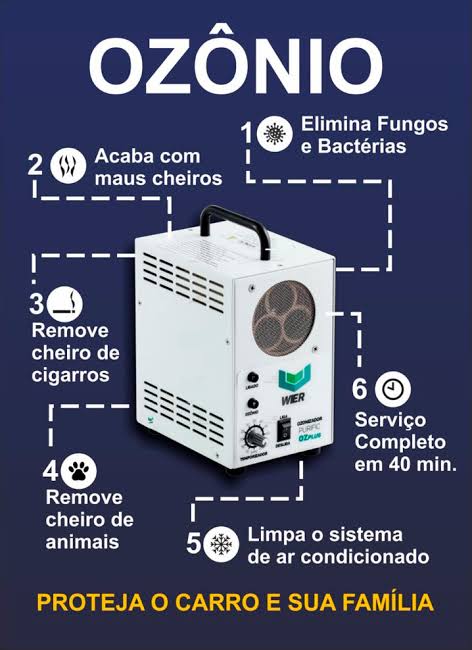 OZÔNIO
1
Elimina Fungos
e Bactérias
2
Acaba com
maus cheiros
3
Remove
cheiro de
cigarros
4
Remove
cheiro de
animais
5
Limpa o sistema
de ar condicionado
6
Serviço
Completo
em 40 min.
WIER
LIGADO
OZÔNIO
TEMPORIZADOR
LIGA
DESLIGA
OZONIZADOR
PURIFIC
OZPLUS
PROTEJA O CARRO E SUA FAMÍLIA